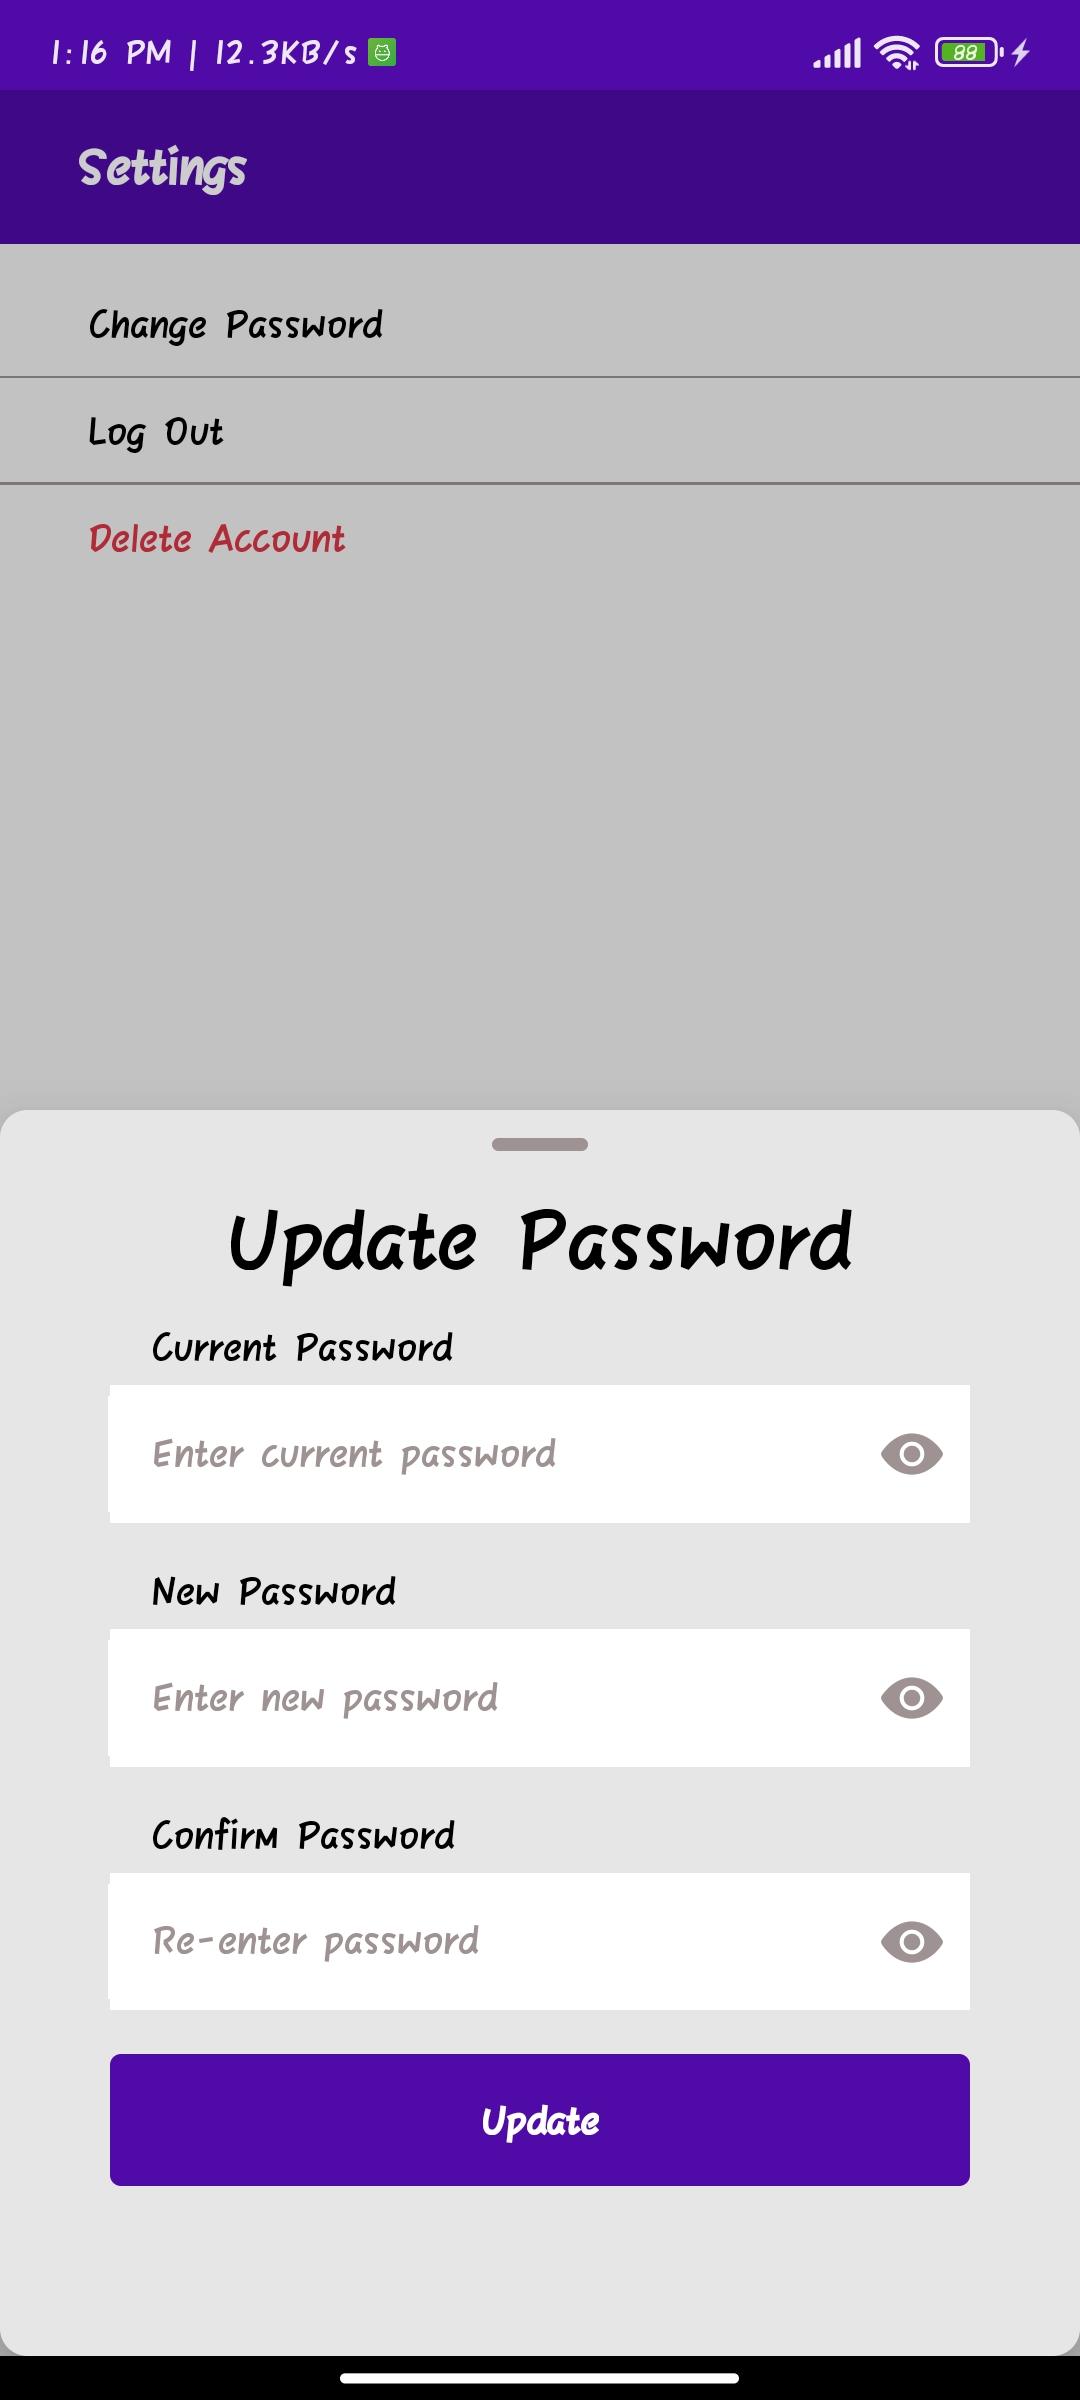 1:16 PM | 12.3KB/s
88
Settings
Change Password
Log Out
Delete Account
Update Password
Current Password
Enter current password
New Password
Enter new password
Confirm Password
Re-enter password
Update